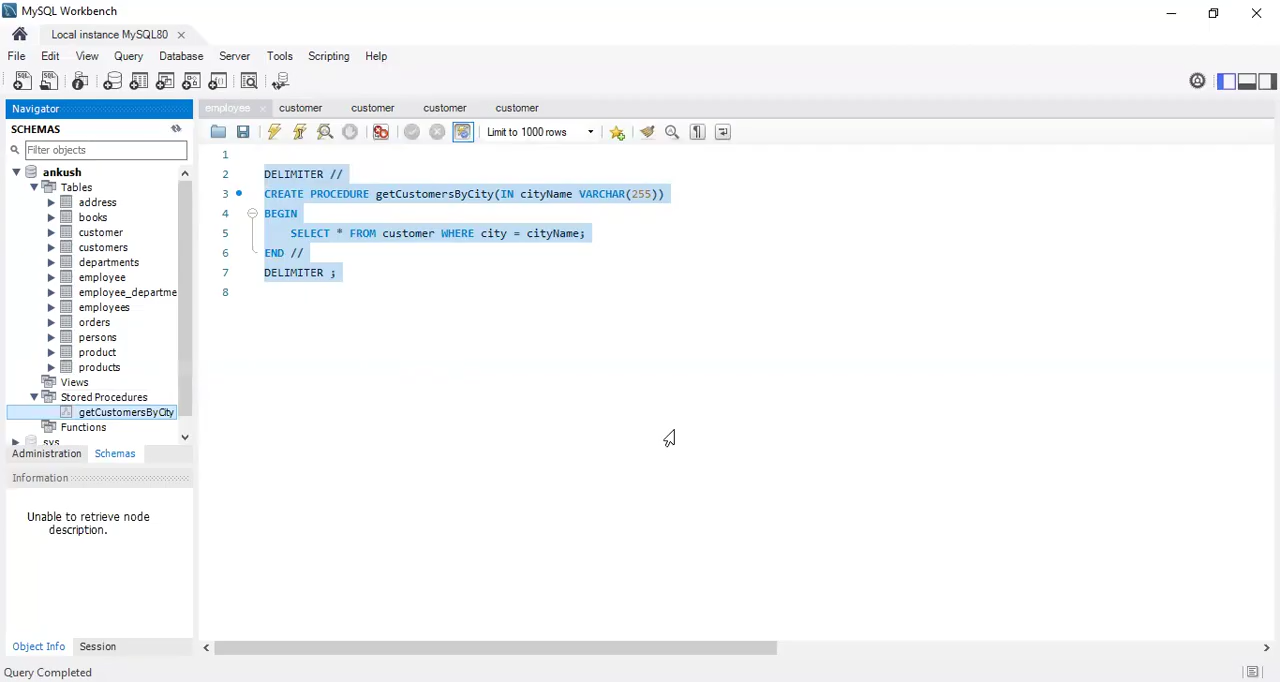 MySQL Workbench
Local instance MySQL80
File Edit View Query Database Server Tools Scripting Help
Navigator
employee customer customer customer customer
SCHEMAS
Limit to 1000 rows
Filter objects
ankush
Tables
address
books
customer
customers
departments
employee
employee_departme
employees
orders
persons
product
products
Views
Stored Procedures
getCustomersByCity
Functions
sys
1
2 DELIMITER //
3 CREATE PROCEDURE getCustomersByCity(IN cityName VARCHAR(255))
4 BEGIN
5 SELECT * FROM customer WHERE city = cityName;
6 END //
7 DELIMITER ;
8
Administration Schemas
Information
Unable to retrieve node
description.
Object Info Session
Query Completed